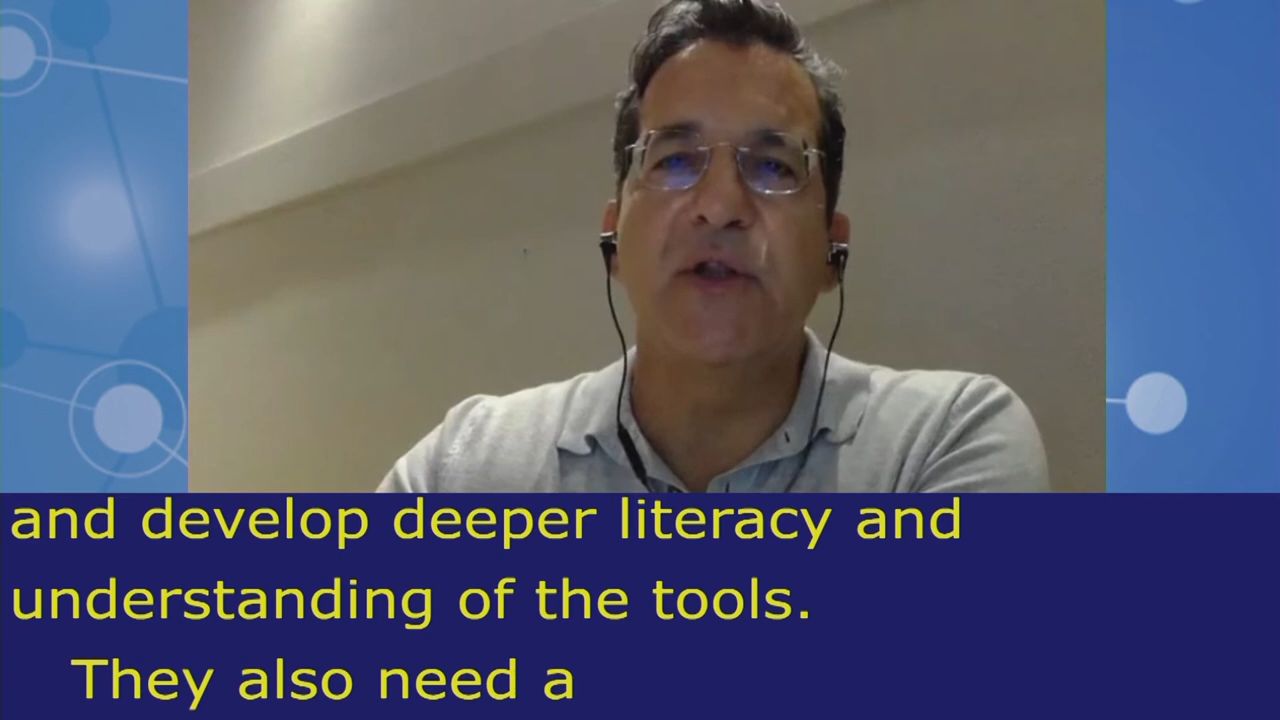 and develop deeper literacy and
understanding of the tools.
They also need a